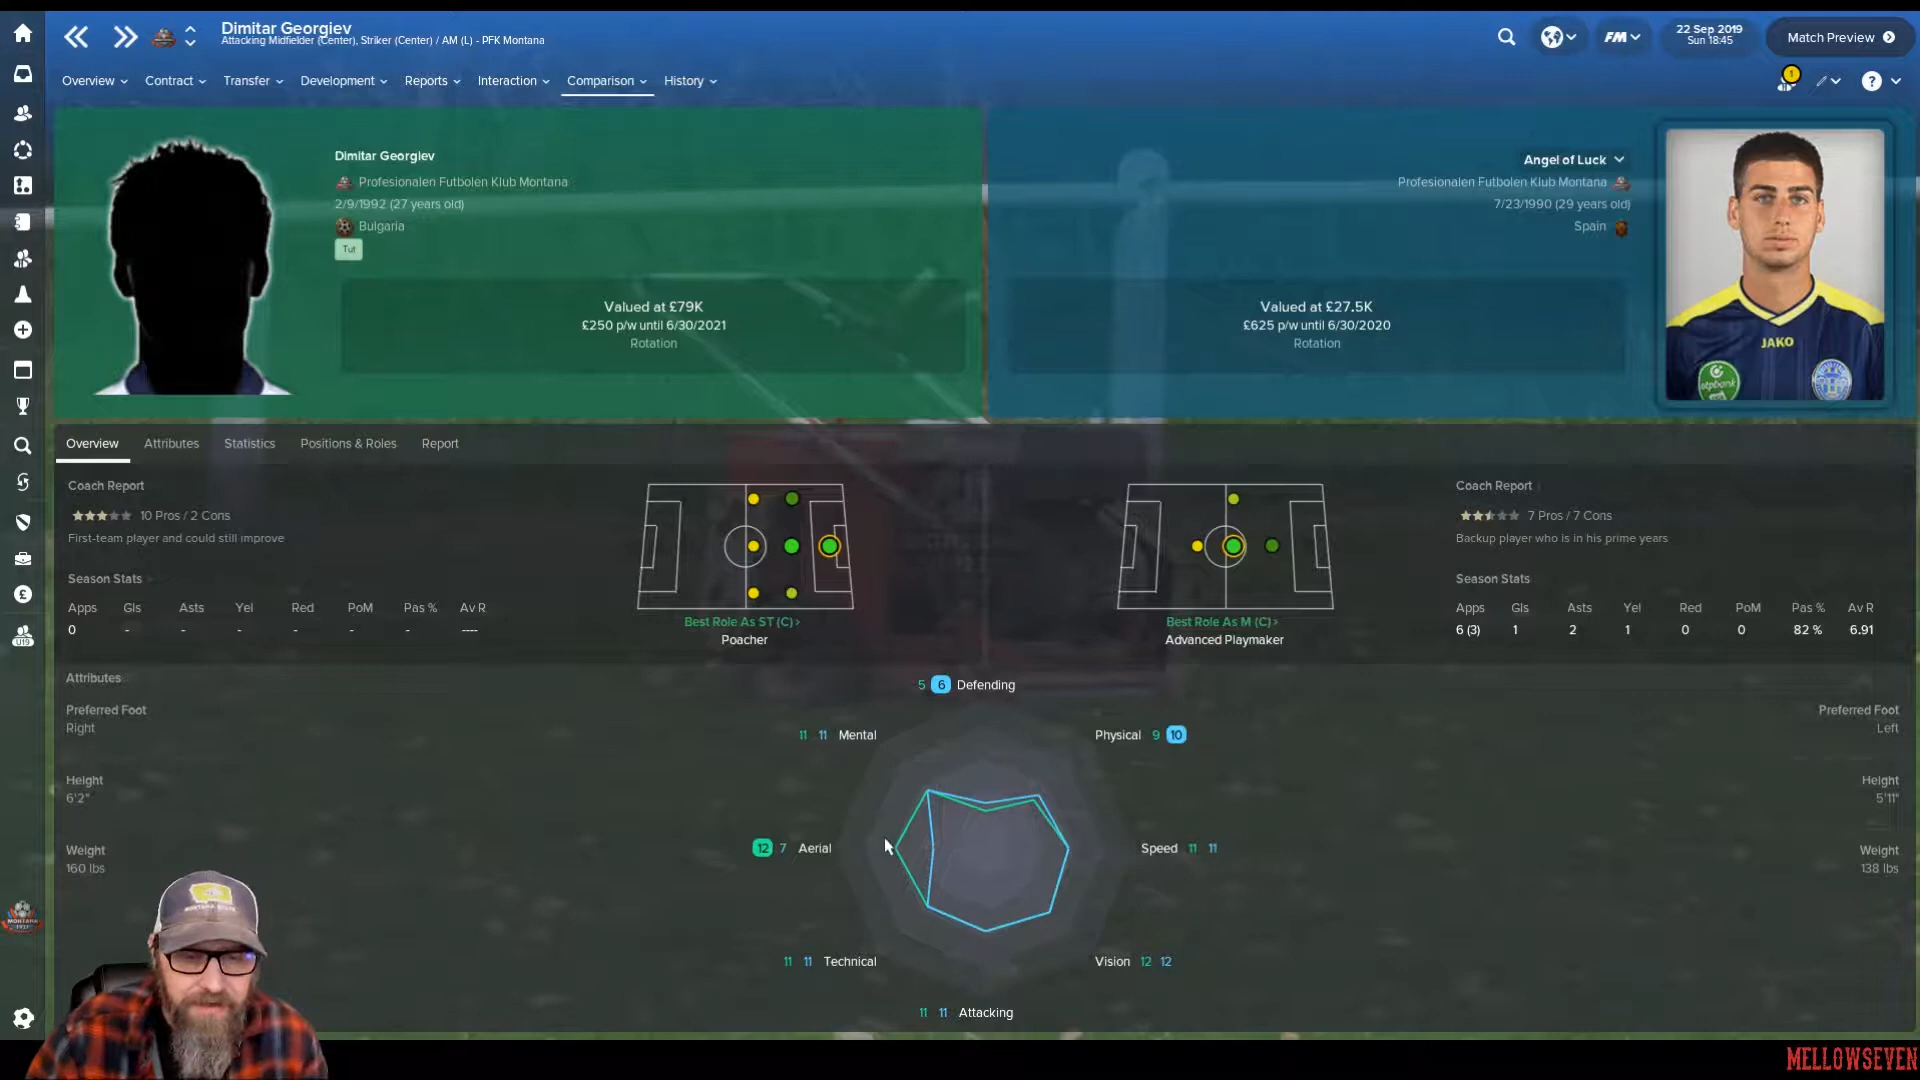 Dimitar Georgiev
Attacking Midfielder (Center), Striker (Center) / AM (L) - PFK Montana
FM
22 Sep 2019
Sun 18:45
Match Preview
Overview
Contract
Transfer
Development
Reports
Interaction
Comparison
History
1
?
Dimitar Georgiev
Profesionalen Futbolen Klub Montana
2/9/1992 (27 years old)
Bulgaria
Tut
Valued at £79K
£250 p/w until 6/30/2021
Rotation
Angel of Luck
Profesionalen Futbolen Klub Montana
7/23/1990 (29 years old)
Spain
Valued at £27.5K
£625 p/w until 6/30/2020
Rotation
JAKO
otpbank
Overview
Attributes
Statistics
Positions & Roles
Report
Coach Report
10 Pros / 2 Cons
First-team player and could still improve
Season Stats
Apps Gls Asts Yel Red PoM Pas % Av R
0 - - - - - - ----
Best Role As ST (C) >
Poacher
Best Role As M (C) >
Advanced Playmaker
Coach Report
7 Pros / 7 Cons
Backup player who is in his prime years
Season Stats
Apps Gls Asts Yel Red PoM Pas % Av R
6 (3) 1 2 1 0 0 82 % 6.91
Attributes
Preferred Foot
Right
Height
6'2"
Weight
160 lbs
5 6 Defending
11 11 Mental
Physical 9 10
12 7 Aerial
Speed 11 11
11 11 Technical
Vision 12 12
11 11 Attacking
Preferred Foot
Left
Height
5'11"
Weight
138 lbs
U19
MONTANA
MELLOWSEVEN